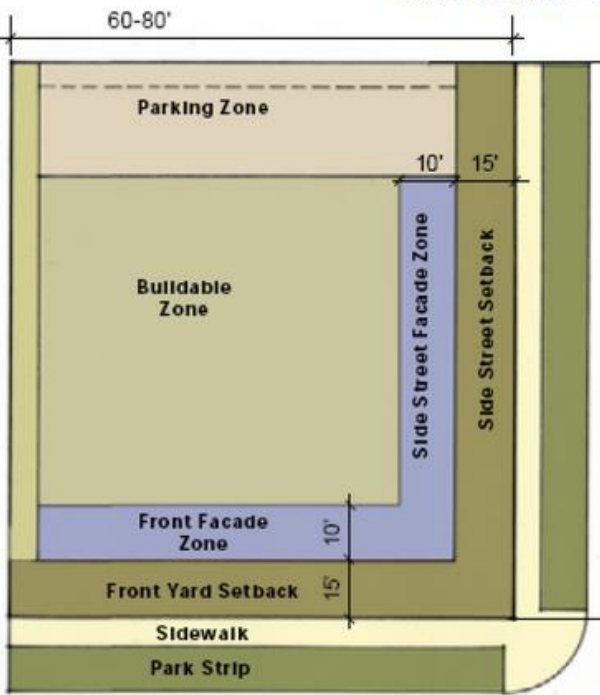 60-80'
Parking Zone
10'
15'
Buildable
Zone
Side Street Facade Zone
Side Street Setback
Front Facade
Zone
10'
Front Yard Setback
15'
Sidewalk
Park Strip